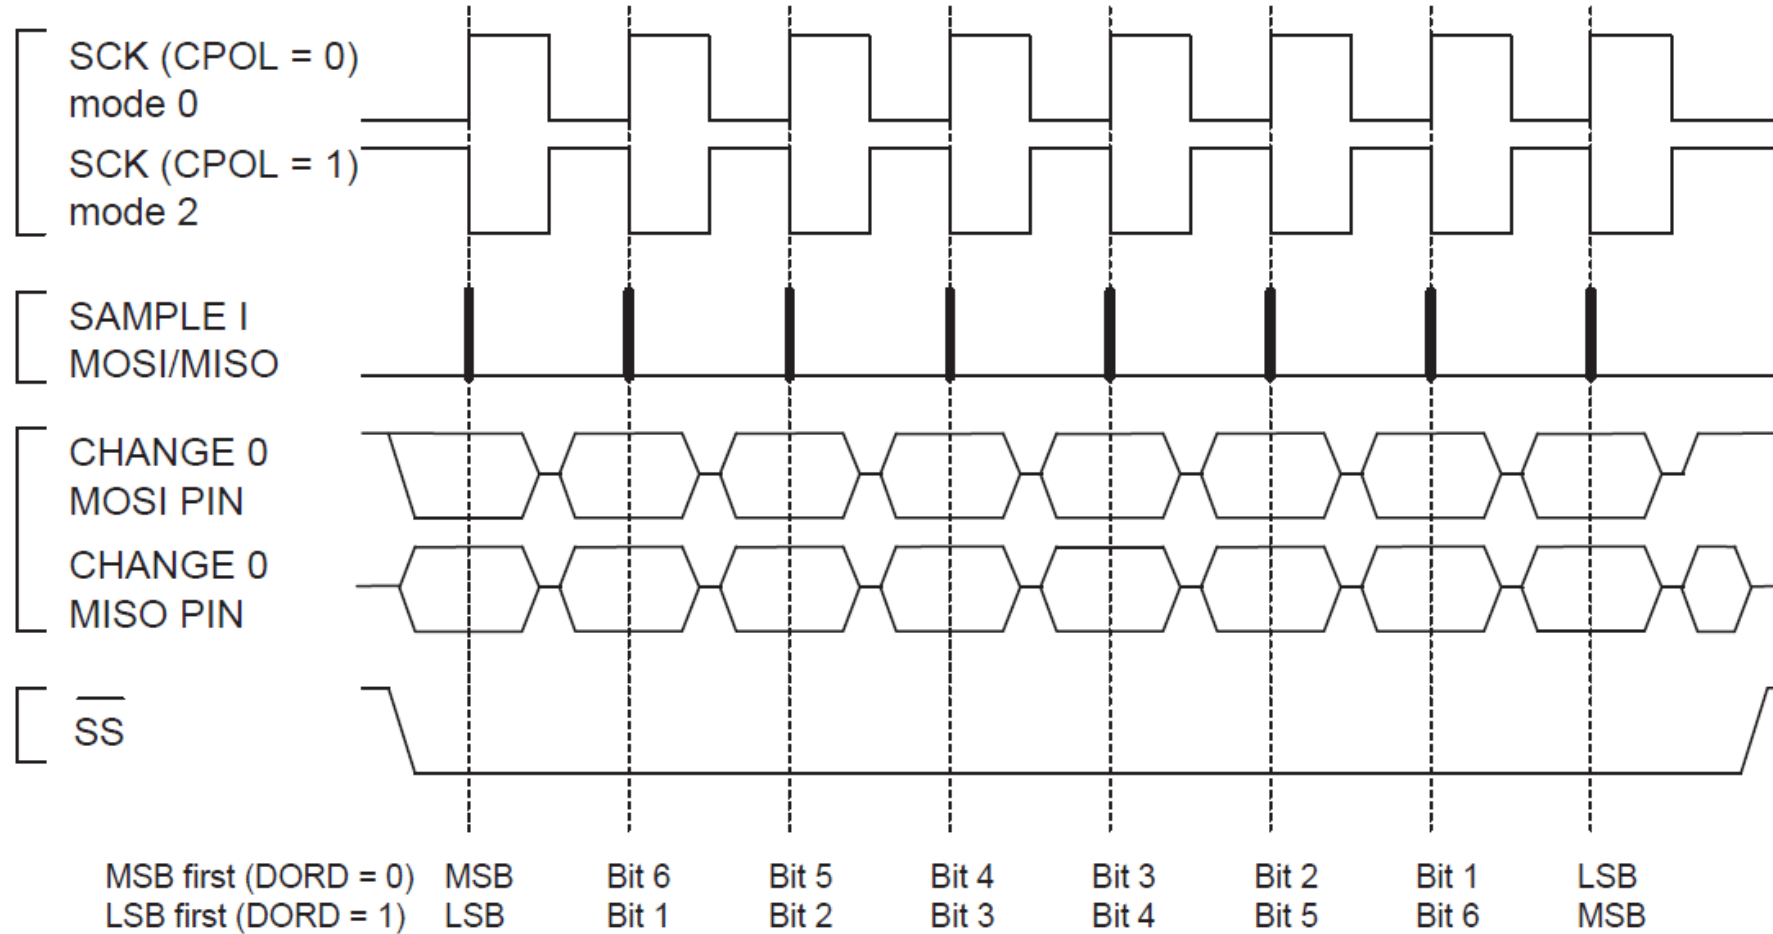 SCK (CPOL = 0)
mode 0
SCK (CPOL = 1)
mode 2
SAMPLE I
MOSI/MISO
CHANGE 0
MOSI PIN
CHANGE 0
MISO PIN
SS
MSB first (DORD = 0) MSB Bit 6 Bit 5 Bit 4 Bit 3 Bit 2 Bit 1 LSB
LSB first (DORD = 1) LSB Bit 1 Bit 2 Bit 3 Bit 4 Bit 5 Bit 6 MSB